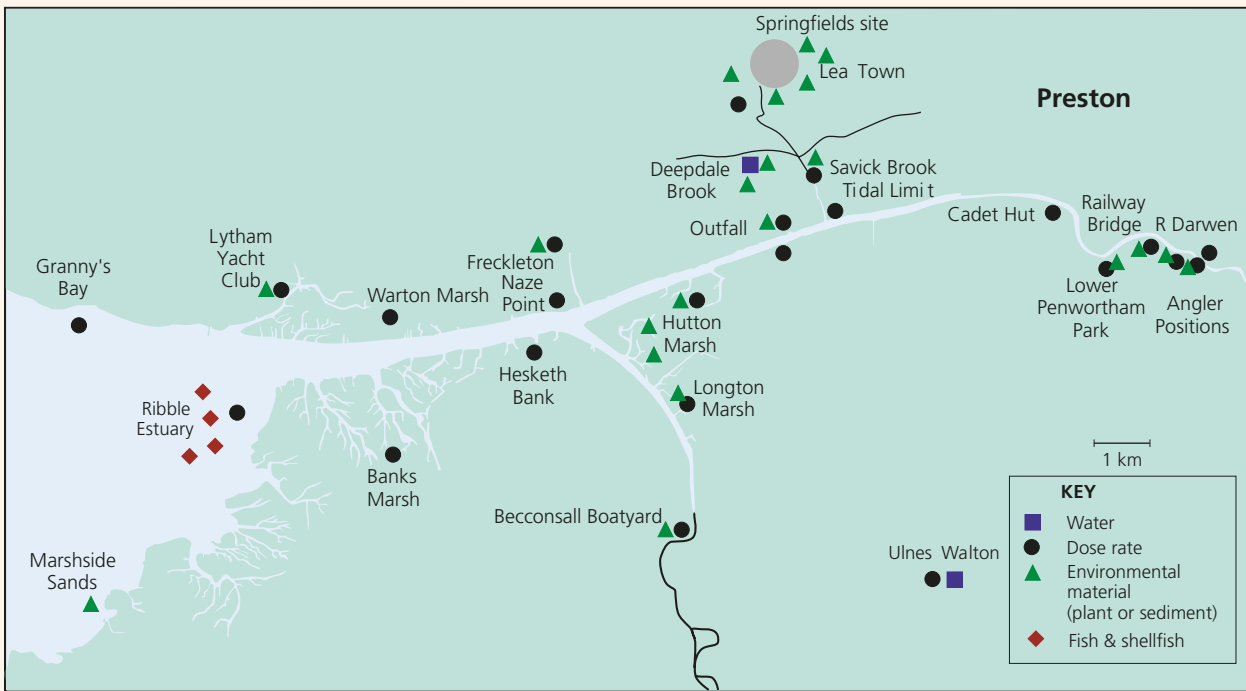 Springfields site
Lea Town
Preston
Deepdale
Brook
Savick Brook
Tidal Limit
Cadet Hut
Railway
Bridge
R Darwen
Outfall
Lytham
Yacht
Club
Granny's
Bay
Freckleton
Naze
Point
Warton Marsh
Lower
Penwortham
Park
Angler
Positions
Hutton
Marsh
Hesketh
Bank
Longton
Marsh
Ribble
Estuary
Banks
Marsh
1 km
Becconsall Boatyard
Ulnes Walton
Marshside
Sands
KEY
Water
Dose rate
Environmental
material
(plant or sediment)
Fish & shellfish